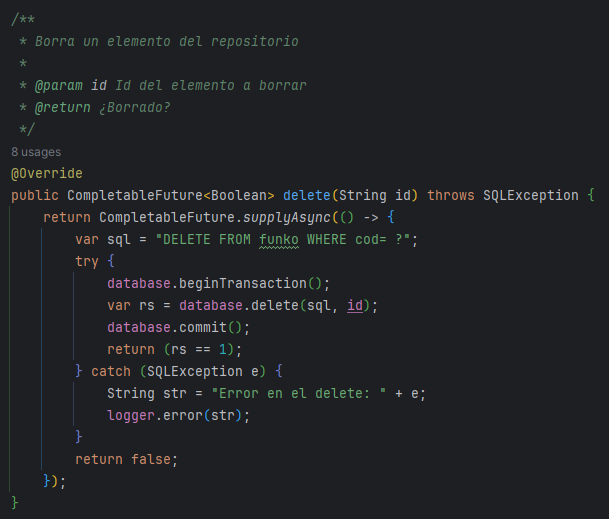 /**
 * Borra un elemento del repositorio
 *
 * @param id Id del elemento a borrar
 * @return ¿Borrado?
 */
8 usages
@Override
public CompletableFuture<Boolean> delete(String id) throws SQLException {
    return CompletableFuture.supplyAsync(() -> {
        var sql = "DELETE FROM funko WHERE cod= ?";
        try {
            database.beginTransaction();
            var rs = database.delete(sql, id);
            database.commit();
            return (rs == 1);
        } catch (SQLException e) {
            String str = "Error en el delete: " + e;
            logger.error(str);
        }
        return false;
    });
}